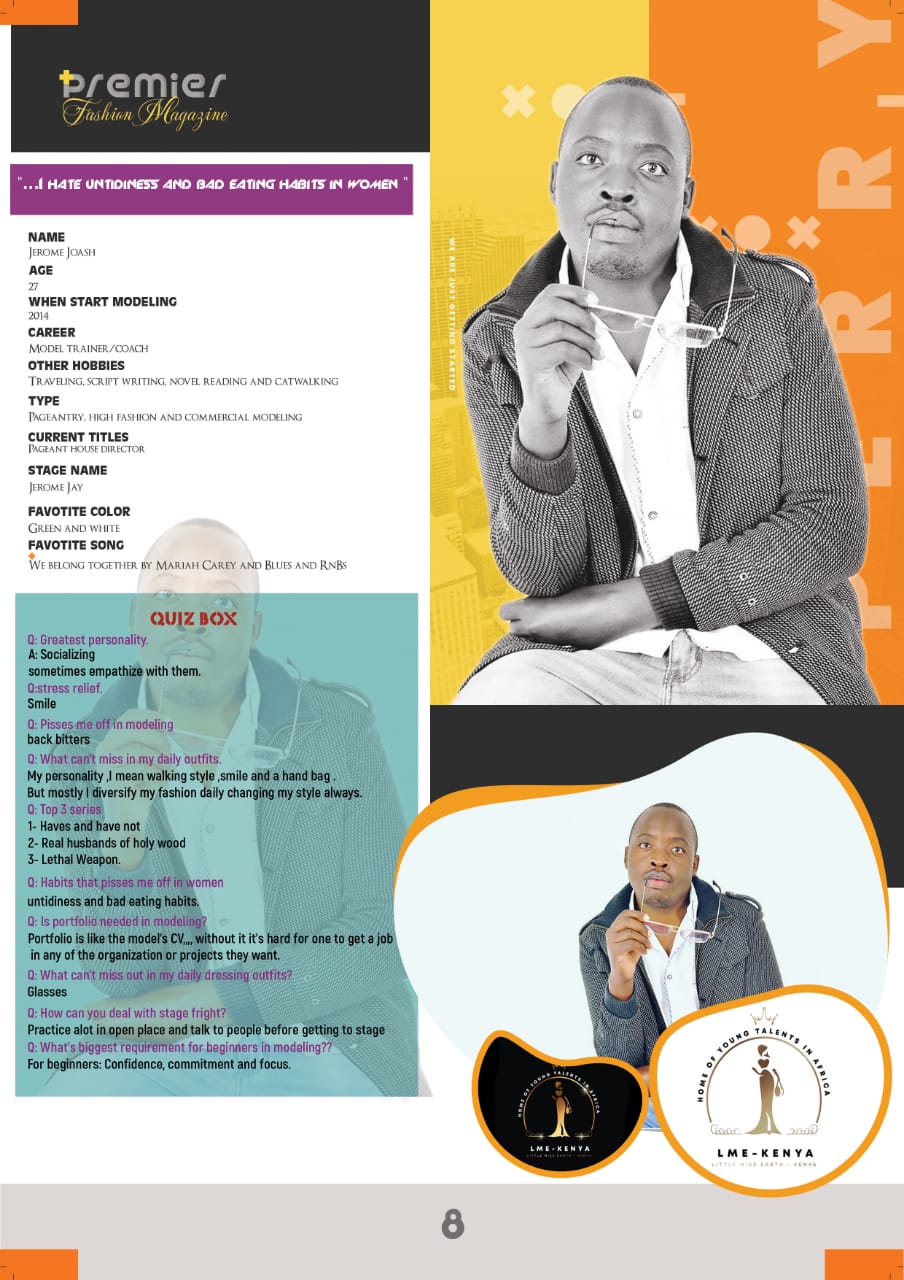 premier
Fashion Magazine
"...I hate untidiness and bad eating habits in women "
NAME
Jerome Joash
AGE
27
WHEN START MODELING
2014
CAREER
Model trainer/coach
OTHER HOBBIES
Traveling, script writing, novel reading and catwalking
TYPE
Pageantry, high fashion and commercial modeling
CURRENT TITLES
Pageant house director
STAGE NAME
Jerome Jay
FAVOTITE COLOR
Green and white
FAVOTITE SONG
We belong together by Mariah Carey and Blues and RnBs
QUIZ BOX
Q: Greatest personality.
A: Socializing
sometimes empathize with them.
Q:stress relief.
Smile
Q: Pisses me off in modeling
back bitters
Q: What can't miss in my daily outfits.
My personality ,I mean walking style ,smile and a hand bag .
But mostly I diversify my fashion daily changing my style always.
Q: Top 3 series
1- Haves and have not
2- Real husbands of holy wood
3- Lethal Weapon.
Q: Habits that pisses me off in women
untidiness and bad eating habits.
Q: Is portfolio needed in modeling?
Portfolio is like the model's CV,,,, without it it's hard for one to get a job
in any of the organization or projects they want.
Q: What can't miss out in my daily dressing outfits?
Glasses
Q: How can you deal with stage fright?
Practice alot in open place and talk to people before getting to stage
Q: What's biggest requirement for beginners in modeling??
For beginners: Confidence, commitment and focus.
WE ARE JUST GETTING STARTED
PERRY
HOME OF YOUNG TALENTS IN AFRICA
LME-KENYA
LITTLE MISS EARTH - KENYA
HOME OF YOUNG TALENTS IN AFRICA
LME-KENYA
LITTLE MISS EARTH - KENYA
8